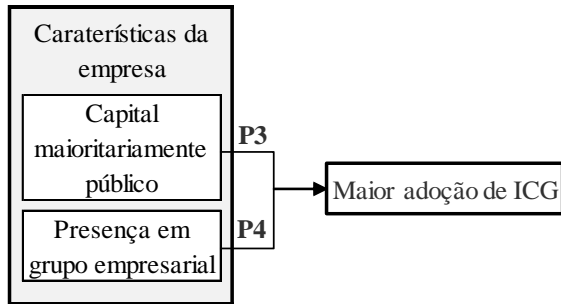 Caraterísticas da
empresa
Capital
maioritariamente
público
P3
Maior adoção de ICG
P4
Presença em
grupo empresarial